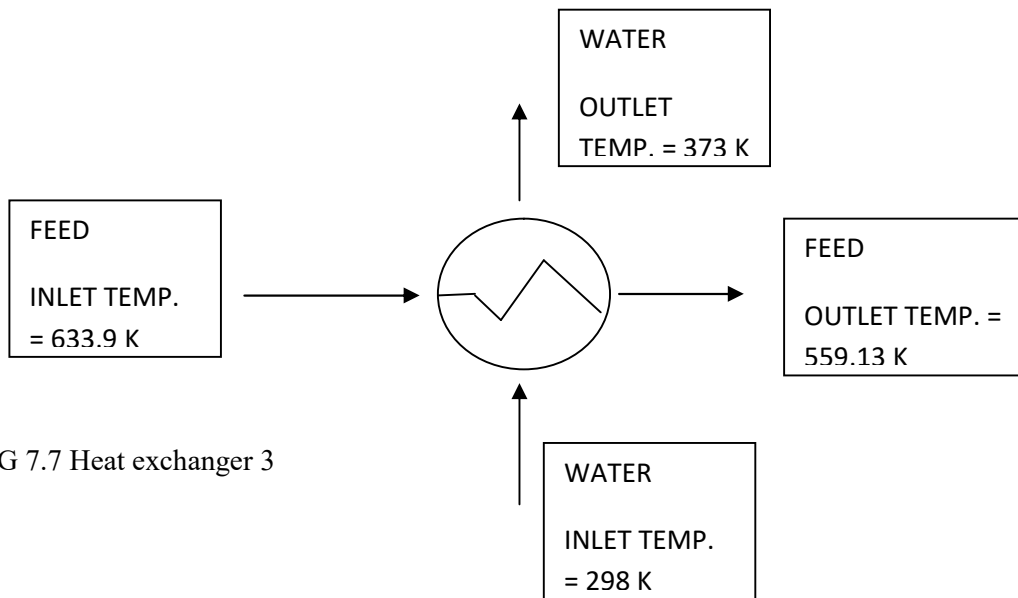 WATER
OUTLET
TEMP. = 373 K
FEED
INLET TEMP.
= 633.9 K
FEED
OUTLET TEMP. =
559.13 K
G 7.7 Heat exchanger 3
WATER
INLET TEMP.
= 298 K